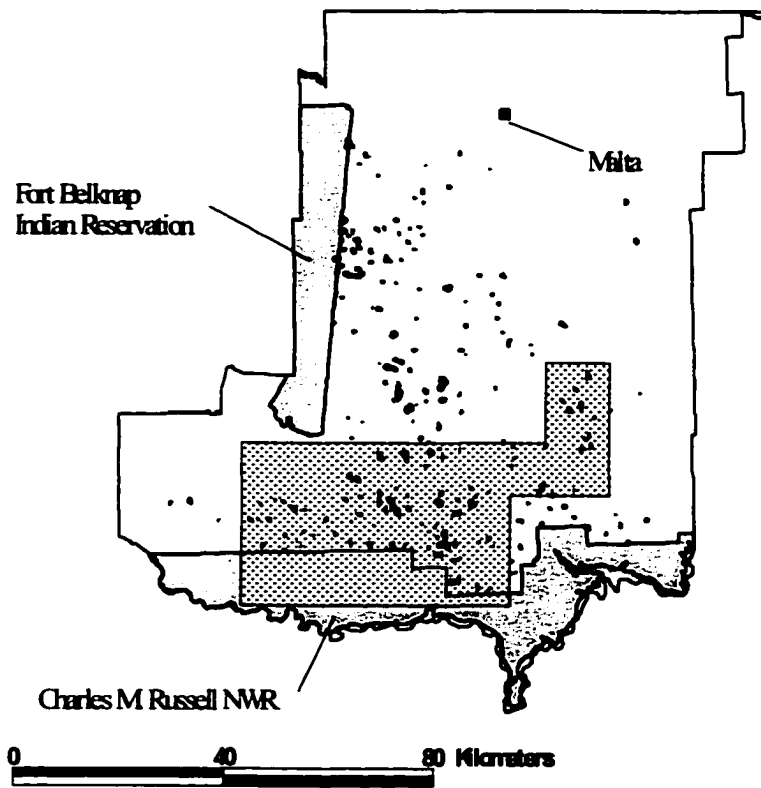 Malta
Fort Belknap
Indian Reservation
Charles M. Russell NWR
0 40 80 Kilometers